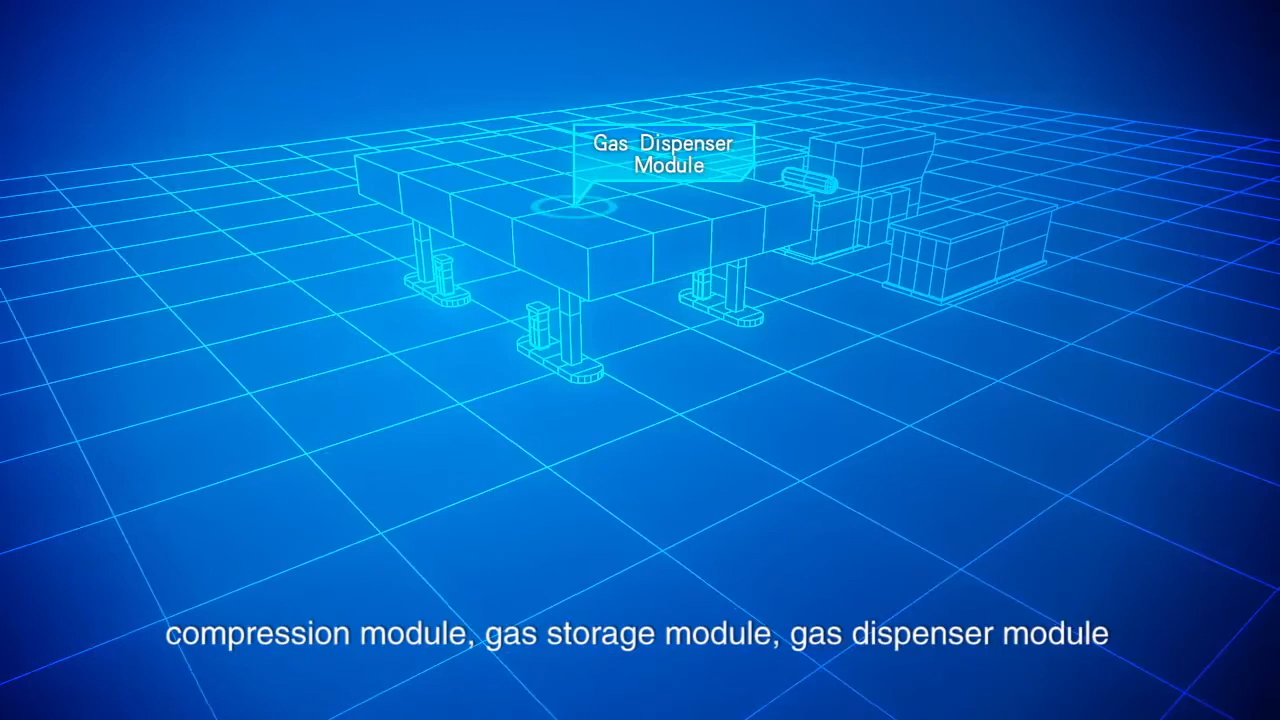 Gas Dispenser
Module
compression module, gas storage module, gas dispenser module